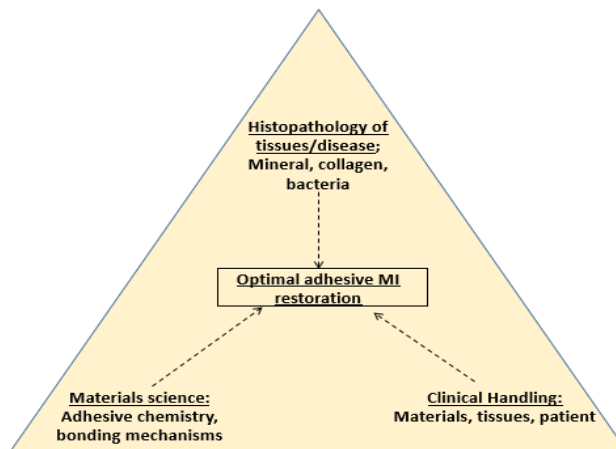 Histopathology of
tissues/disease;
Mineral, collagen,
bacteria
Optimal adhesive MI
restoration
Materials science:
Adhesive chemistry,
bonding mechanisms
Clinical Handling:
Materials, tissues, patient